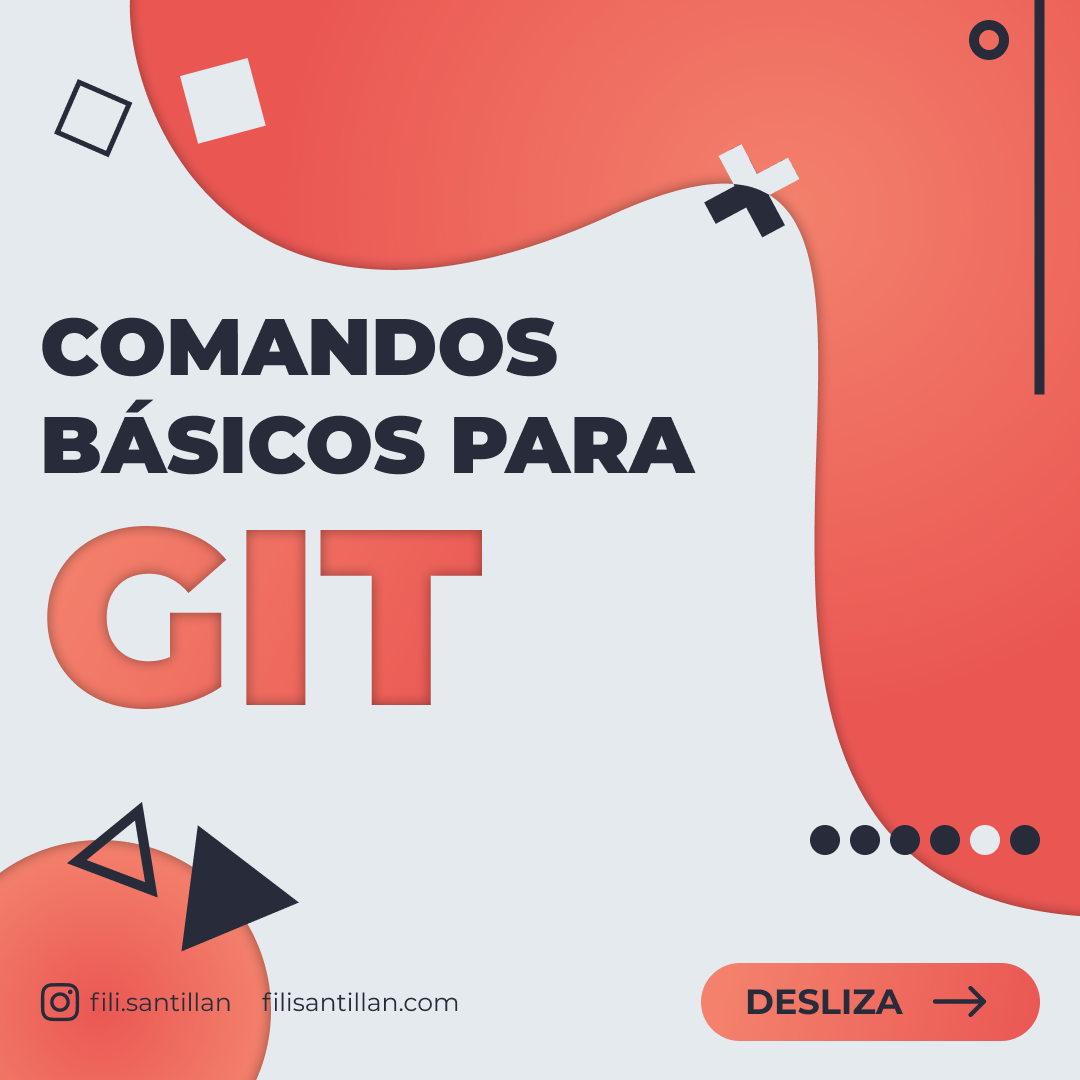 COMANDOS
BÁSICOS PARA
GIT
fili.santillan
filisantillan.com
DESLIZA